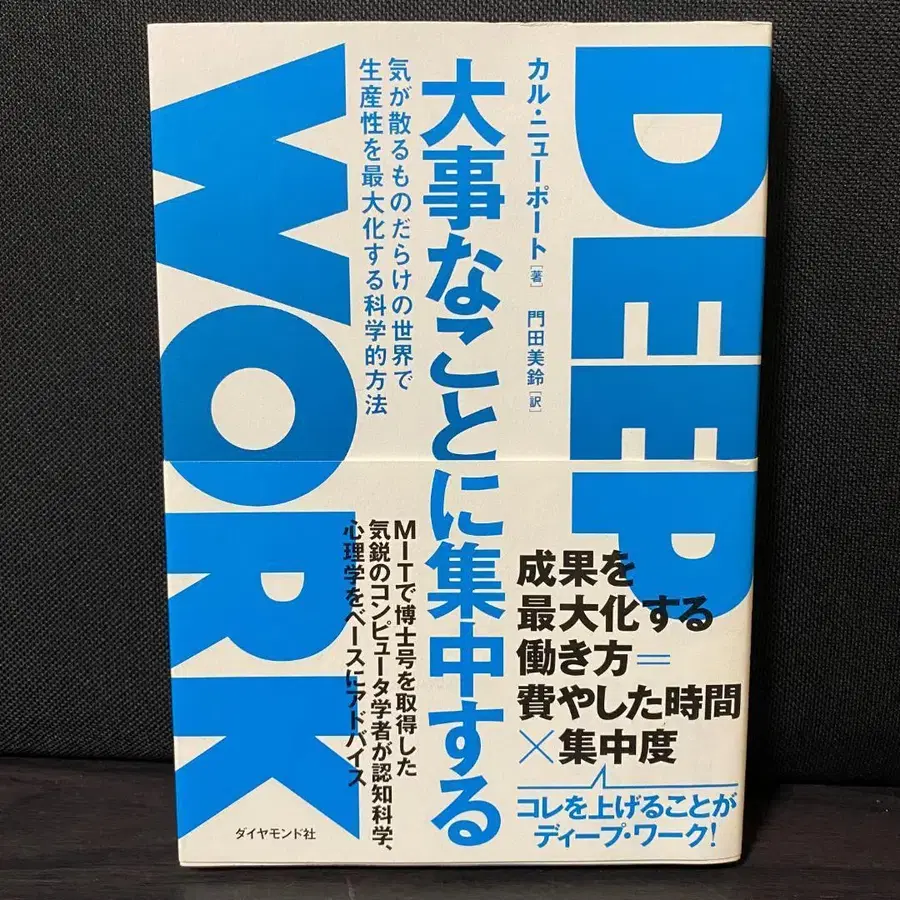 DEEP
WORK
カル・ニューポート[著] 門田美鈴[訳]
大事なことに集中する
気が散るものだらけの世界で
生産性を最大化する科学的方法
成果を
最大化する
働き方=
費やした時間
×集中度
コレを上げることが
ディープ・ワーク!
MITで博士号を取得した
気鋭のコンピュータ学者が認知科学、
心理学をベースにアドバイス
ダイヤモンド社